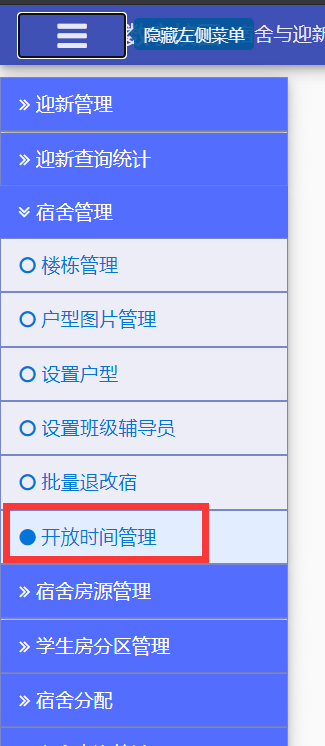 隐藏左侧菜单
舍与迎新
迎新管理
迎新查询统计
宿舍管理
楼栋管理
户型图片管理
设置户型
设置班级辅导员
批量退改宿
开放时间管理
宿舍房源管理
学生房分区管理
宿舍分配